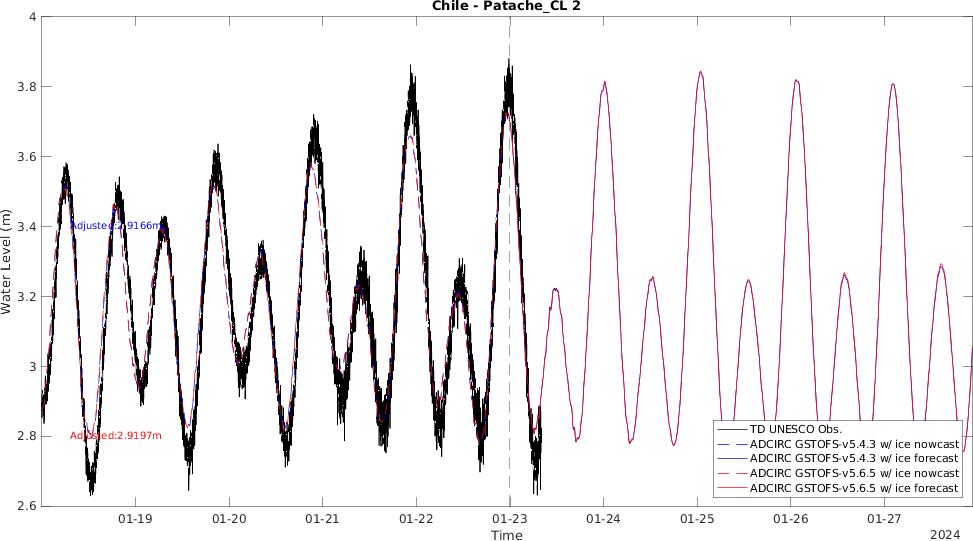 Chile - Patache_CL 2
4
3.8
3.6
3.4
3.2
3
2.8
2.6
Water Level (m)
Adjusted:2.9166m
Adjusted:2.9197m
TD UNESCO Obs.
ADCIRC GSTOFS-v5.4.3 w/ ice nowcast
ADCIRC GSTOFS-v5.4.3 w/ ice forecast
ADCIRC GSTOFS-v5.6.5 w/ ice nowcast
ADCIRC GSTOFS-v5.6.5 w/ ice forecast
01-19 01-20 01-21 01-22 01-23 01-24 01-25 01-26 01-27
Time
2024